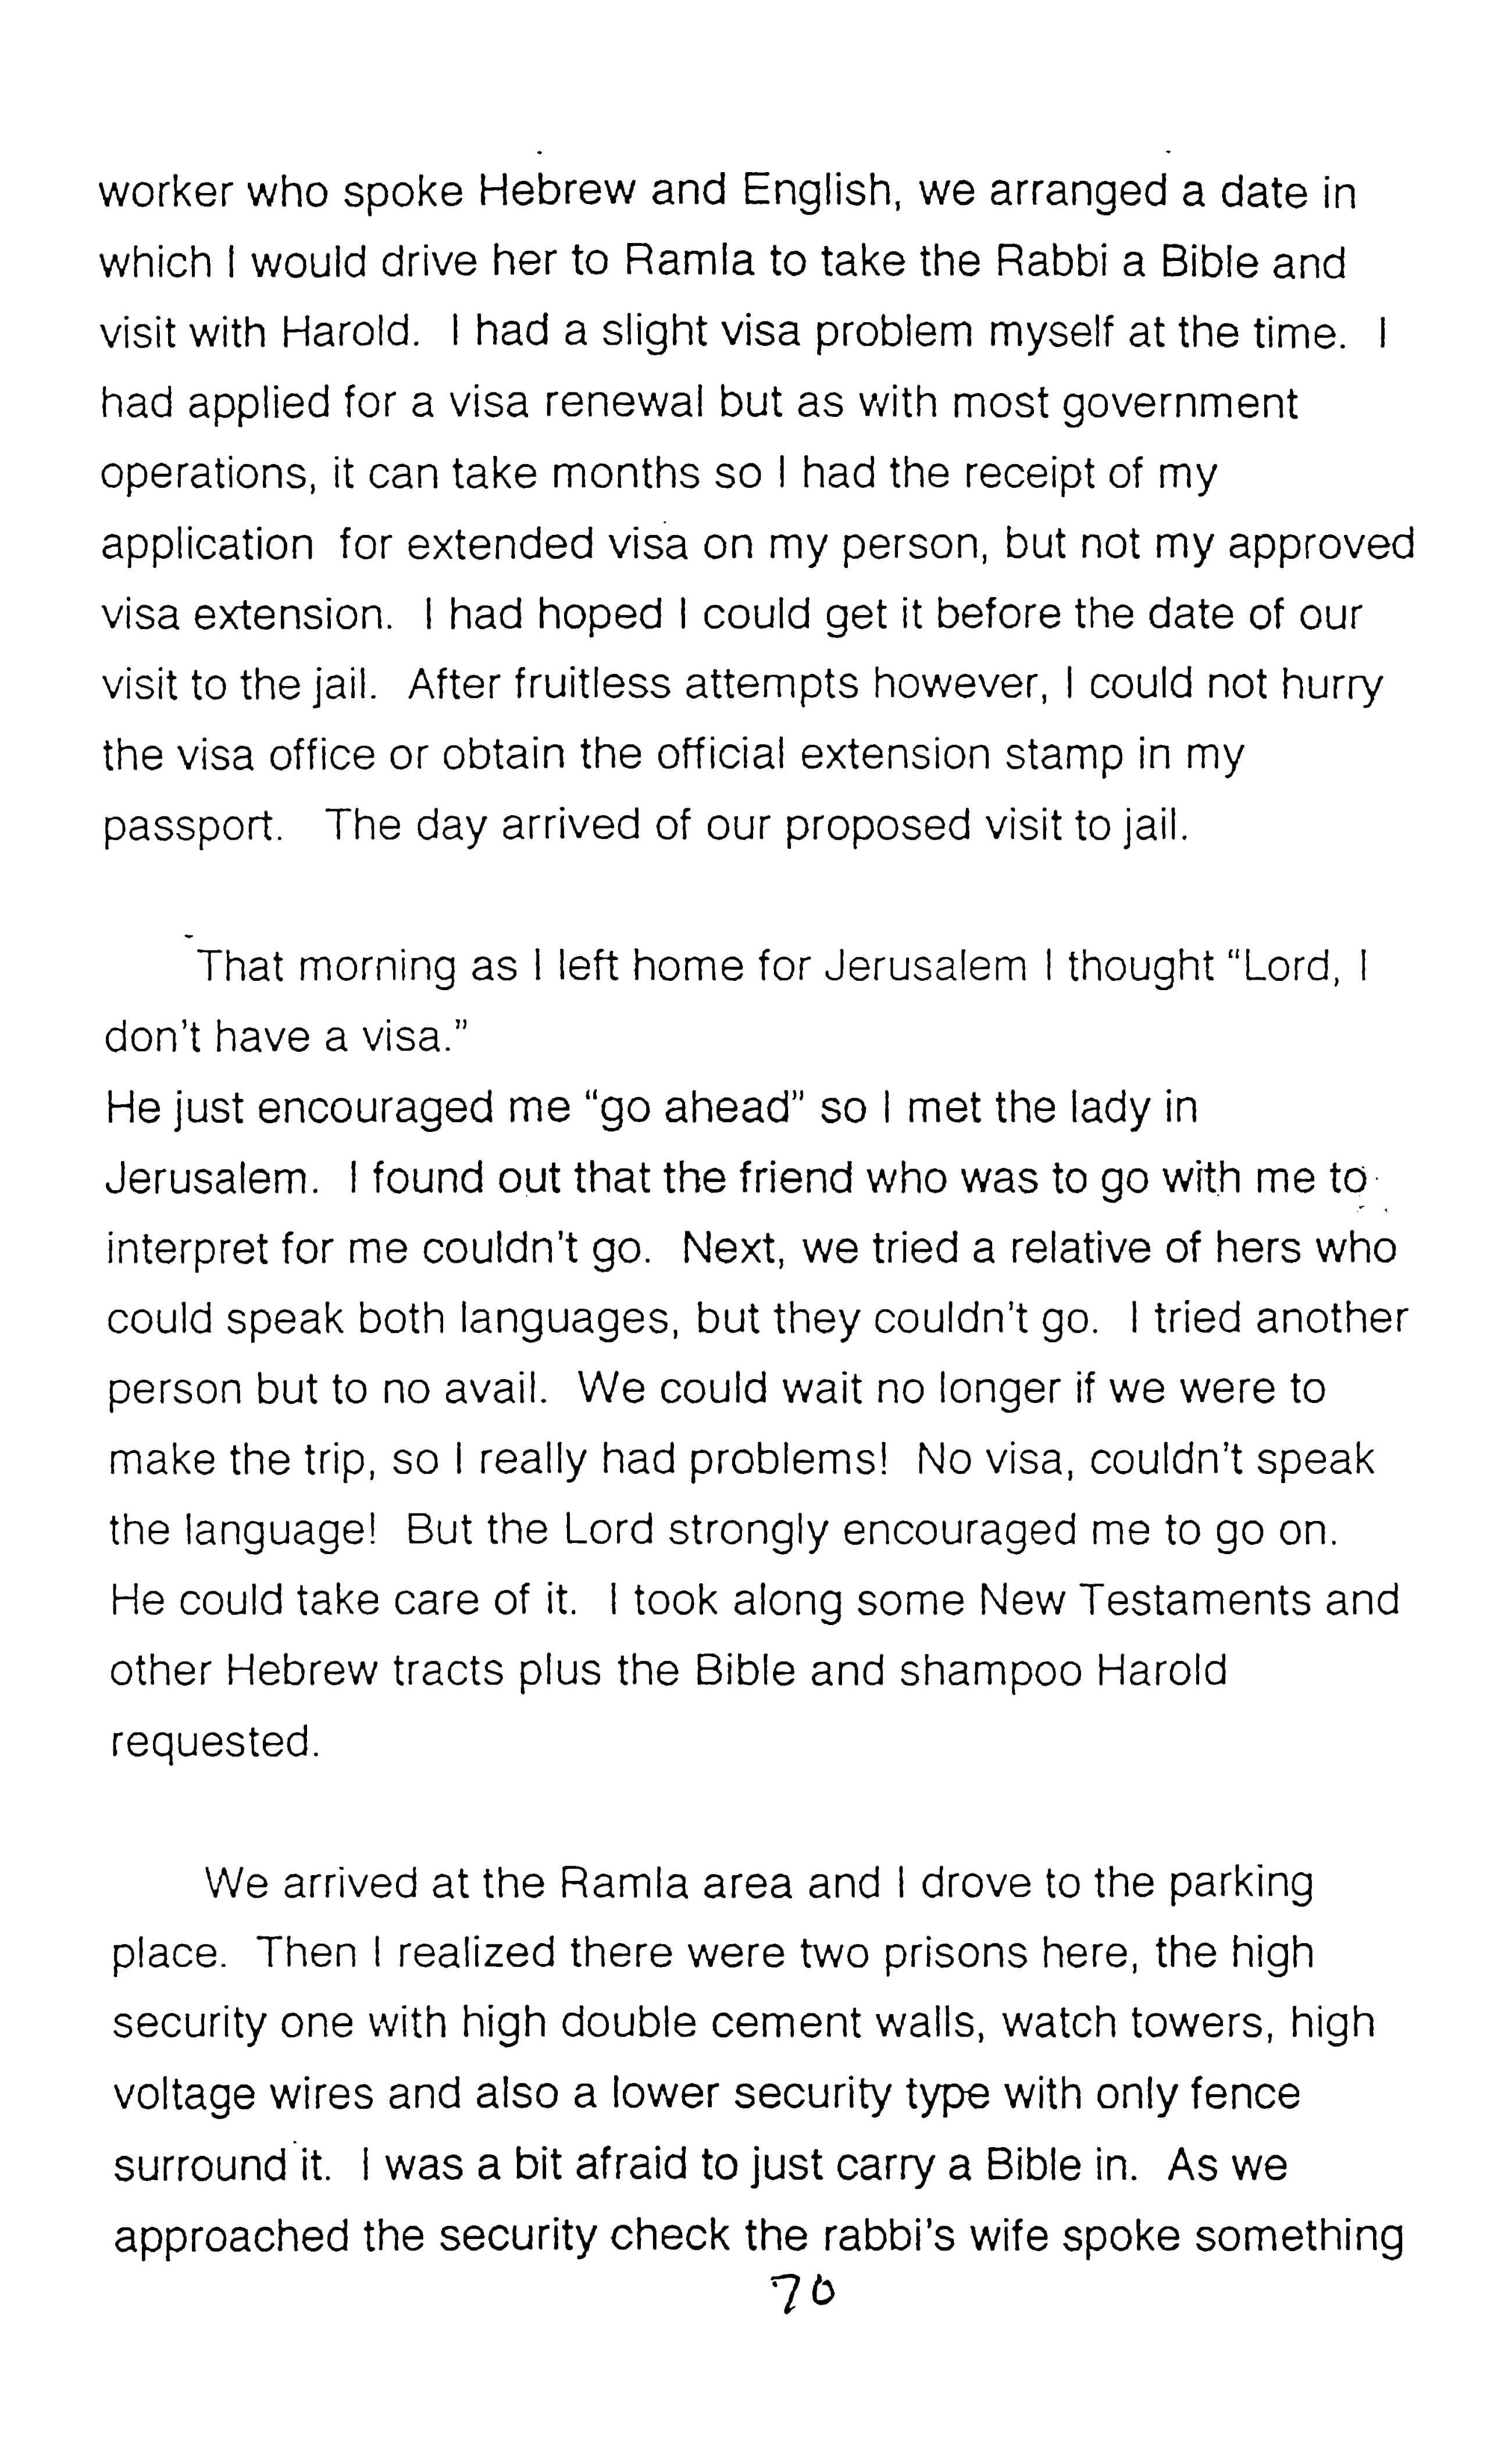 worker who spoke Hebrew and English, we arranged a date in
which I would drive her to Ramla to take the Rabbi a Bible and
visit with Harold. I had a slight visa problem myself at the time. I
had applied for a visa renewal but as with most government
operations, it can take months so I had the receipt of my
application for extended visa on my person, but not my approved
visa extension. I had hoped I could get it before the date of our
visit to the jail. After fruitless attempts however, I could not hurry
the visa office or obtain the official extension stamp in my
passport. The day arrived of our proposed visit to jail.
That morning as I left home for Jerusalem I thought “Lord, I
don't have a visa.”
He just encouraged me “go ahead” so I met the lady in
Jerusalem. I found out that the friend who was to go with me to
interpret for me couldn't go. Next, we tried a relative of hers who
could speak both languages, but they couldn't go. I tried another
person but to no avail. We could wait no longer if we were to
make the trip, so I really had problems! No visa, couldn't speak
the language! But the Lord strongly encouraged me to go on.
He could take care of it. I took along some New Testaments and
other Hebrew tracts plus the Bible and shampoo Harold
requested.
We arrived at the Ramla area and I drove to the parking
place. Then I realized there were two prisons here, the high
security one with high double cement walls, watch towers, high
voltage wires and also a lower security type with only fence
surround it. I was a bit afraid to just carry a Bible in. As we
approached the security check the rabbi's wife spoke something
70